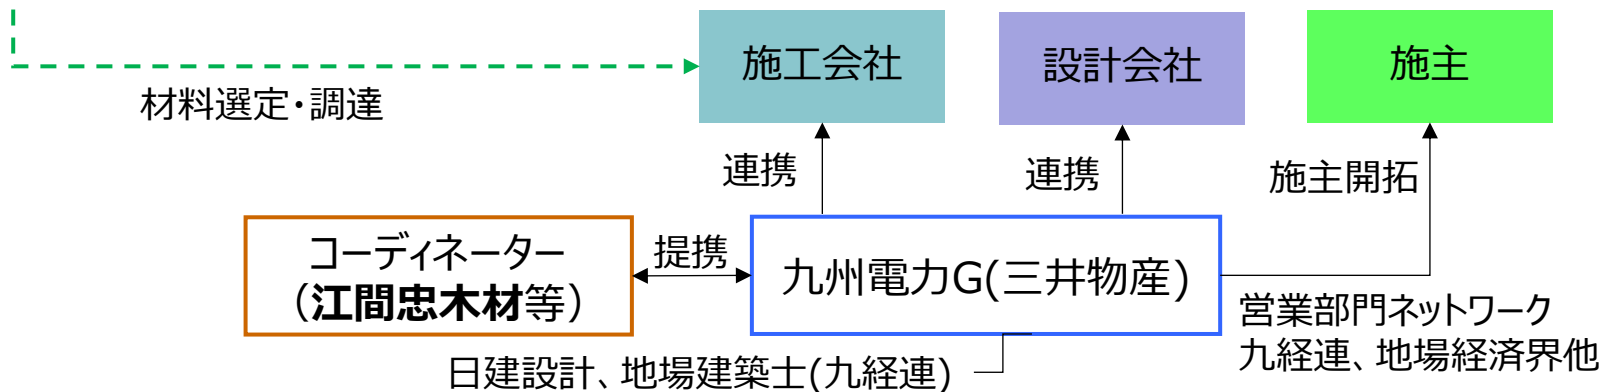 施工会社
設計会社
施主
材料選定・調達
連携
連携
施主開拓
コーディネーター
（江間忠木材等）
提携
九州電力G(三井物産)
営業部門ネットワーク
九経連、地場経済界他
日建設計、地場建築士(九経連)